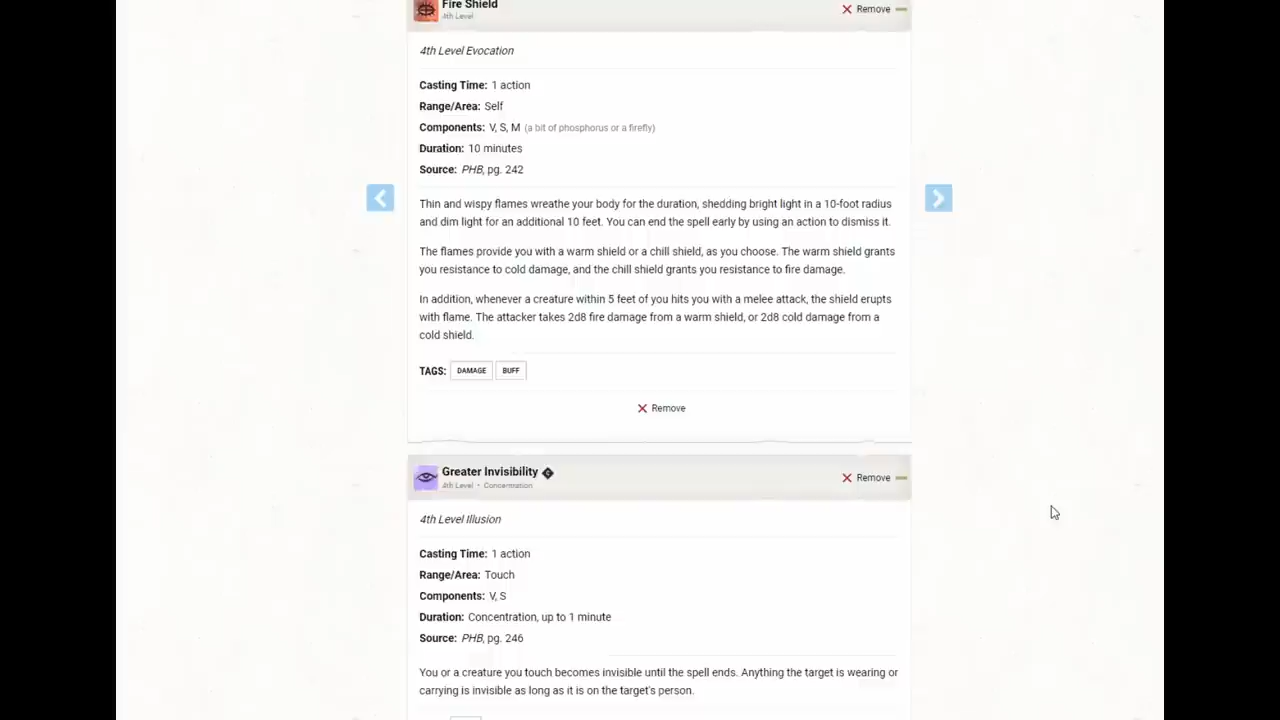 Fire Shield
4th Level
Remove
4th Level Evocation
Casting Time: 1 action
Range/Area: Self
Components: V, S, M (a bit of phosphorus or a firefly)
Duration: 10 minutes
Source: PHB, pg. 242
Thin and wispy flames wreathe your body for the duration, shedding bright light in a 10-foot radius
and dim light for an additional 10 feet. You can end the spell early by using an action to dismiss it.
The flames provide you with a warm shield or a chill shield, as you choose. The warm shield grants
you resistance to cold damage, and the chill shield grants you resistance to fire damage.
In addition, whenever a creature within 5 feet of you hits you with a melee attack, the shield erupts
with flame. The attacker takes 2d8 fire damage from a warm shield, or 2d8 cold damage from a
cold shield.
TAGS: DAMAGE BUFF
Remove
Greater Invisibility C
4th Level • Concentration
Remove
4th Level Illusion
Casting Time: 1 action
Range/Area: Touch
Components: V, S
Duration: Concentration, up to 1 minute
Source: PHB, pg. 246
You or a creature you touch becomes invisible until the spell ends. Anything the target is wearing or
carrying is invisible as long as it is on the target's person.